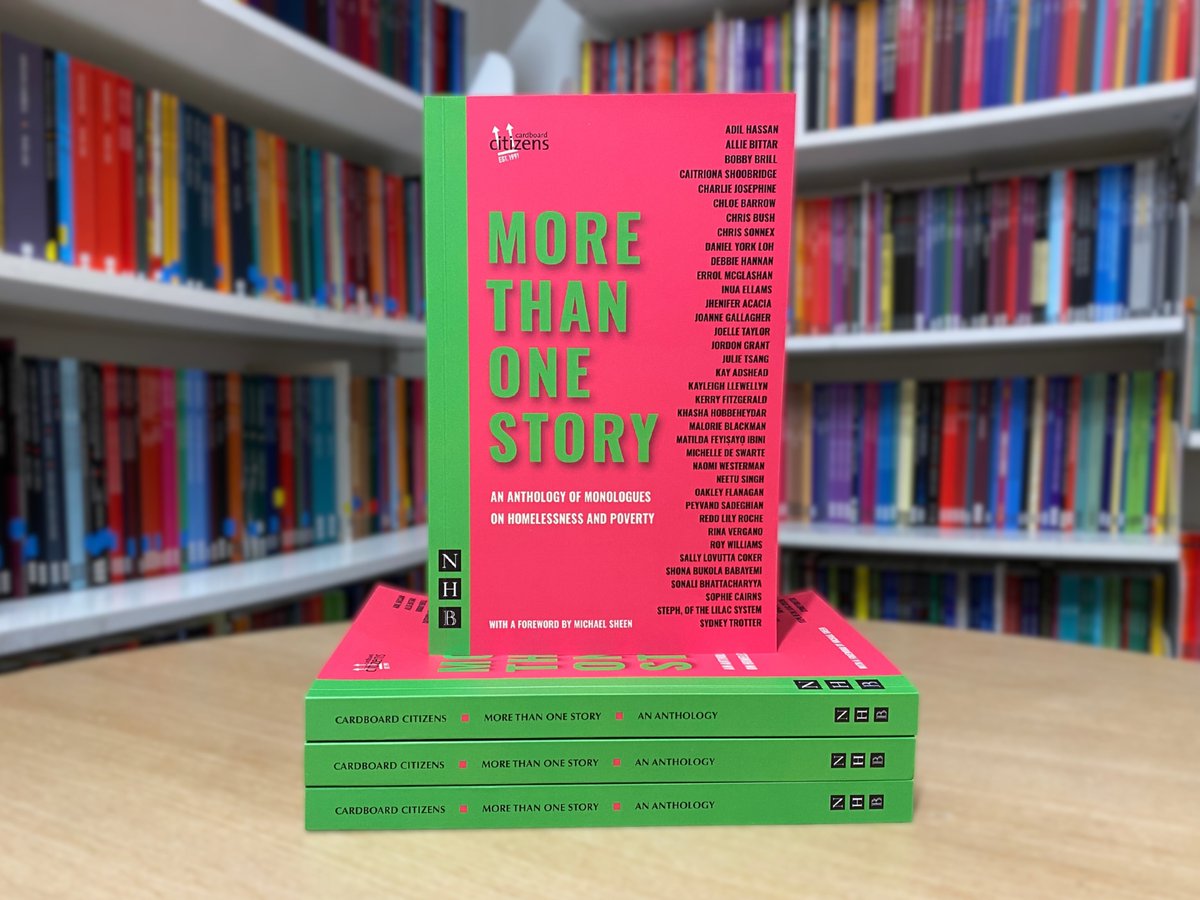 cardboard
citizens
EST. 1991
MORE
THAN
ONE
STORY
AN ANTHOLOGY OF MONOLOGUES
ON HOMELESSNESS AND POVERTY
WITH A FOREWORD BY MICHAEL SHEEN
N
H
B
ADIL HASSAN
ALLIE BITTAR
BOBBY BRILL
CAITRIONA SHOOBRIDGE
CHARLIE JOSEPHINE
CHLOE BARROW
CHRIS BUSH
CHRIS SONNEX
DANIEL YORK LOH
DEBBIE HANNAN
ERROL MCGLASHAN
INUA ELLAMS
JHENIFER ACACIA
JOANNE GALLAGHER
JOELLE TAYLOR
JORDON GRANT
JULIE TSANG
KAY ADSHEAD
KAYLEIGH LLEWELLYN
KERRY FITZGERALD
KHASHA HOBBEHEYDAR
MALORIE BLACKMAN
MATILDA FEYISAYO IBINI
MICHELLE DE SWARTE
NAOMI WESTERMAN
NEETU SINGH
OAKLEY FLANAGAN
PEYVAND SADEGHIAN
REDD LILY ROCHE
RINA VERGANO
ROY WILLIAMS
SALLY LOVUTTA COKER
SHONA BUKOLA BABAYEMI
SONALI BHATTACHARYYA
SOPHIE CAIRNS
STEPH, OF THE LILAC SYSTEM
SYDNEY TROTTER
cardboard
citizens
N H B
CARDBOARD CITIZENS MORE THAN ONE STORY AN ANTHOLOGY N H B
CARDBOARD CITIZENS MORE THAN ONE STORY AN ANTHOLOGY N H B
CARDBOARD CITIZENS MORE THAN ONE STORY AN ANTHOLOGY N H B